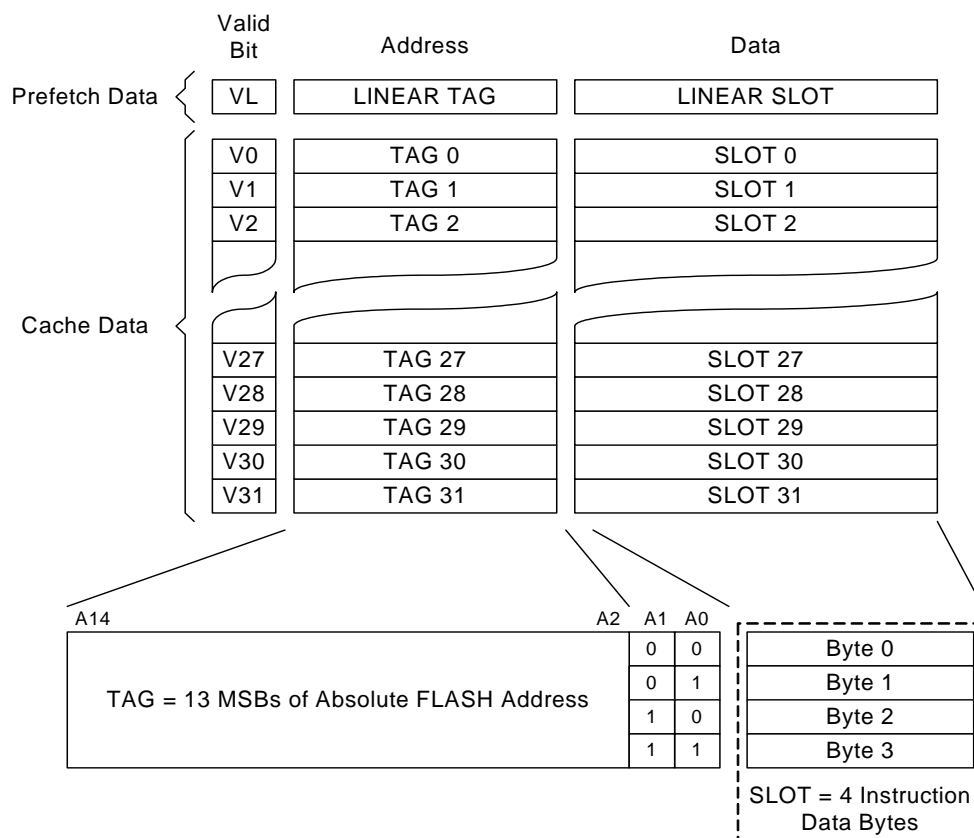 Valid
Bit
Address
Data
Prefetch Data
VL
LINEAR TAG
LINEAR SLOT
V0
TAG 0
SLOT 0
V1
TAG 1
SLOT 1
V2
TAG 2
SLOT 2
Cache Data
V27
TAG 27
SLOT 27
V28
TAG 28
SLOT 28
V29
TAG 29
SLOT 29
V30
TAG 30
SLOT 30
V31
TAG 31
SLOT 31
A14
A2
A1
A0
TAG = 13 MSBs of Absolute FLASH Address
0
0
Byte 0
0
1
Byte 1
1
0
Byte 2
1
1
Byte 3
SLOT = 4 Instruction
Data Bytes